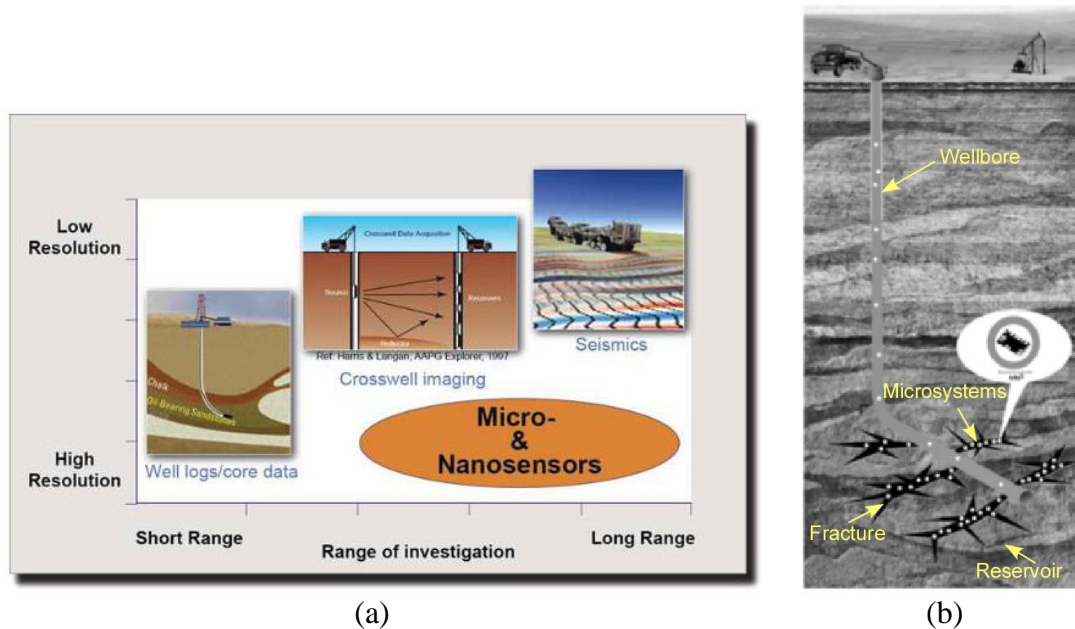 Low
Resolution
High
Resolution
Chalk
Oil-Bearing Sandstones
Well logs/core data
Crosswell Data Acquisition
Source
Receivers
Reflector
Ref: Harris & Langan, AAPG Explorer, 1997
Crosswell imaging
Seismics
Micro-
&
Nanosensors
Short Range
Range of investigation
Long Range
(a)
Wellbore
Microsystems
Fracture
Reservoir
(b)